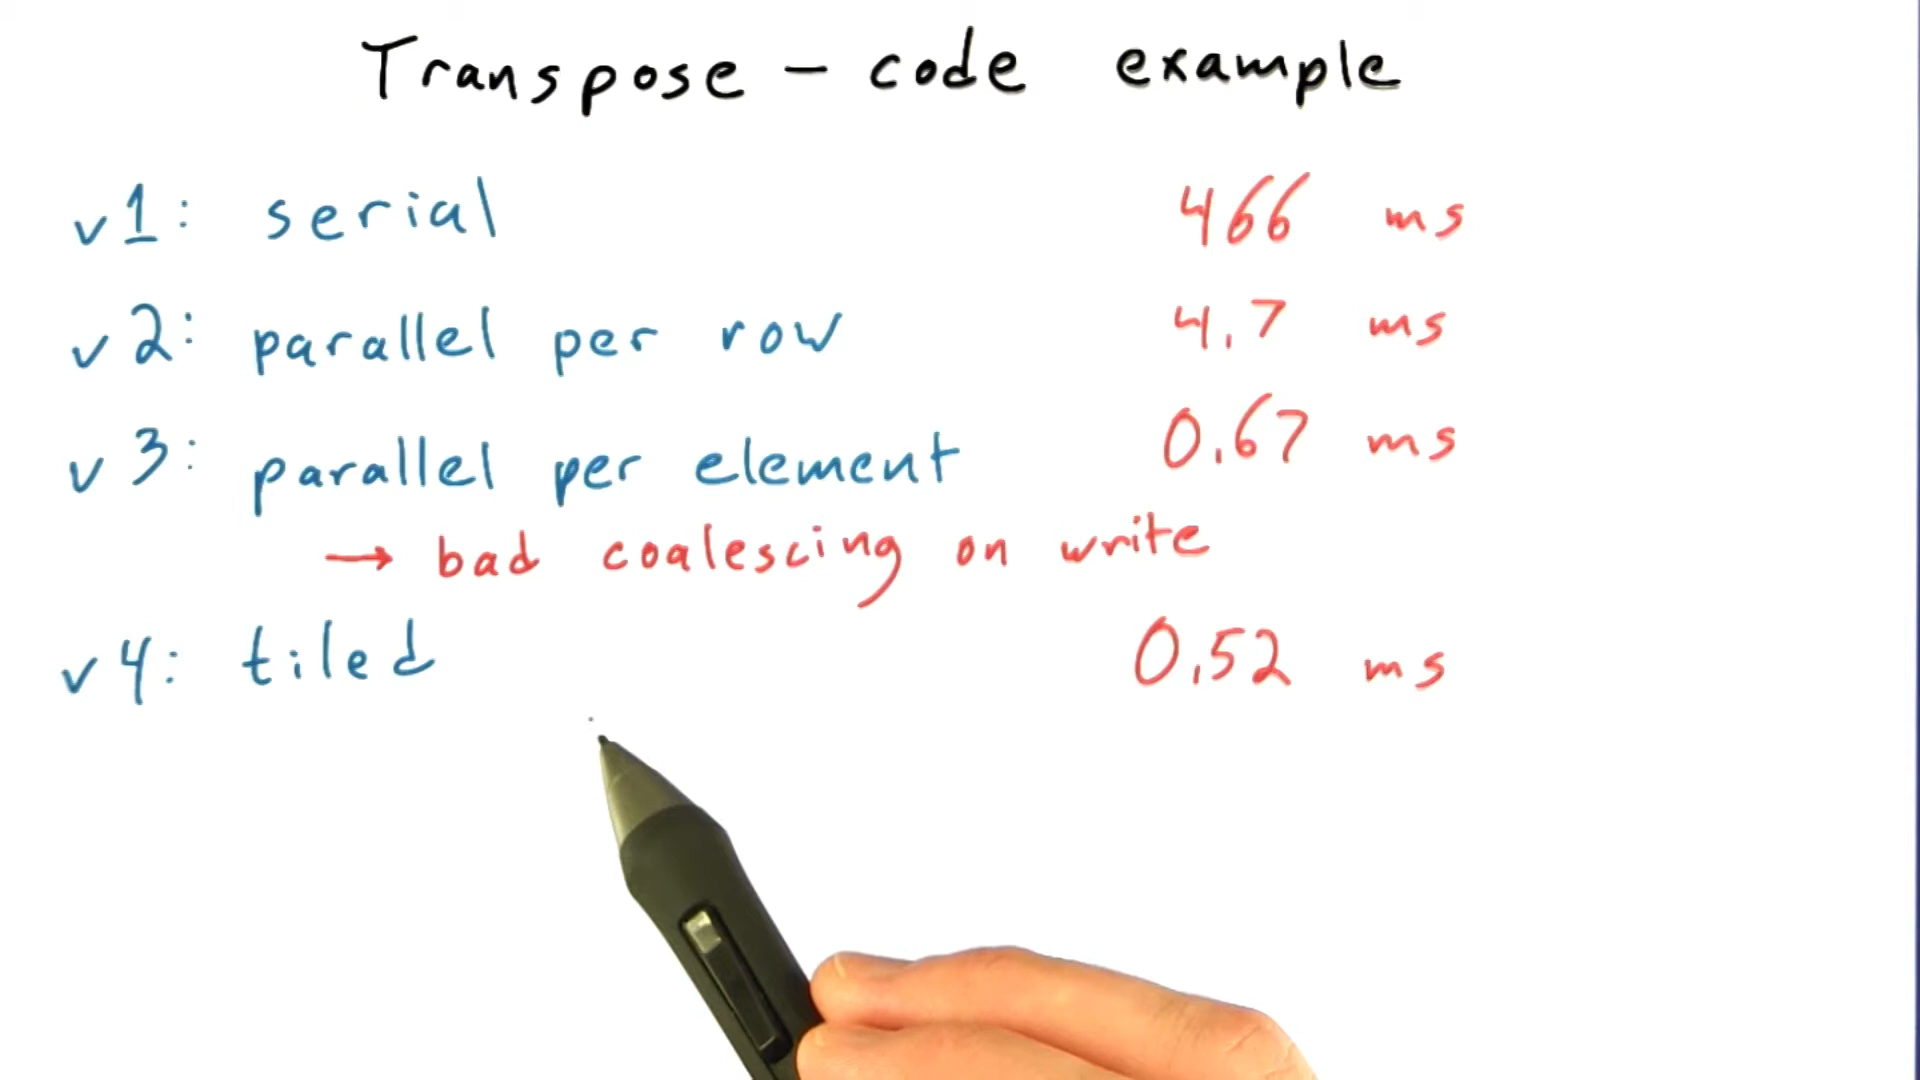 Transpose - code example
v1: serial 466 ms
v2: parallel per row 4.7 ms
v3: parallel per element 0.67 ms
→ bad coalescing on write
v4: tiled 0.52 ms